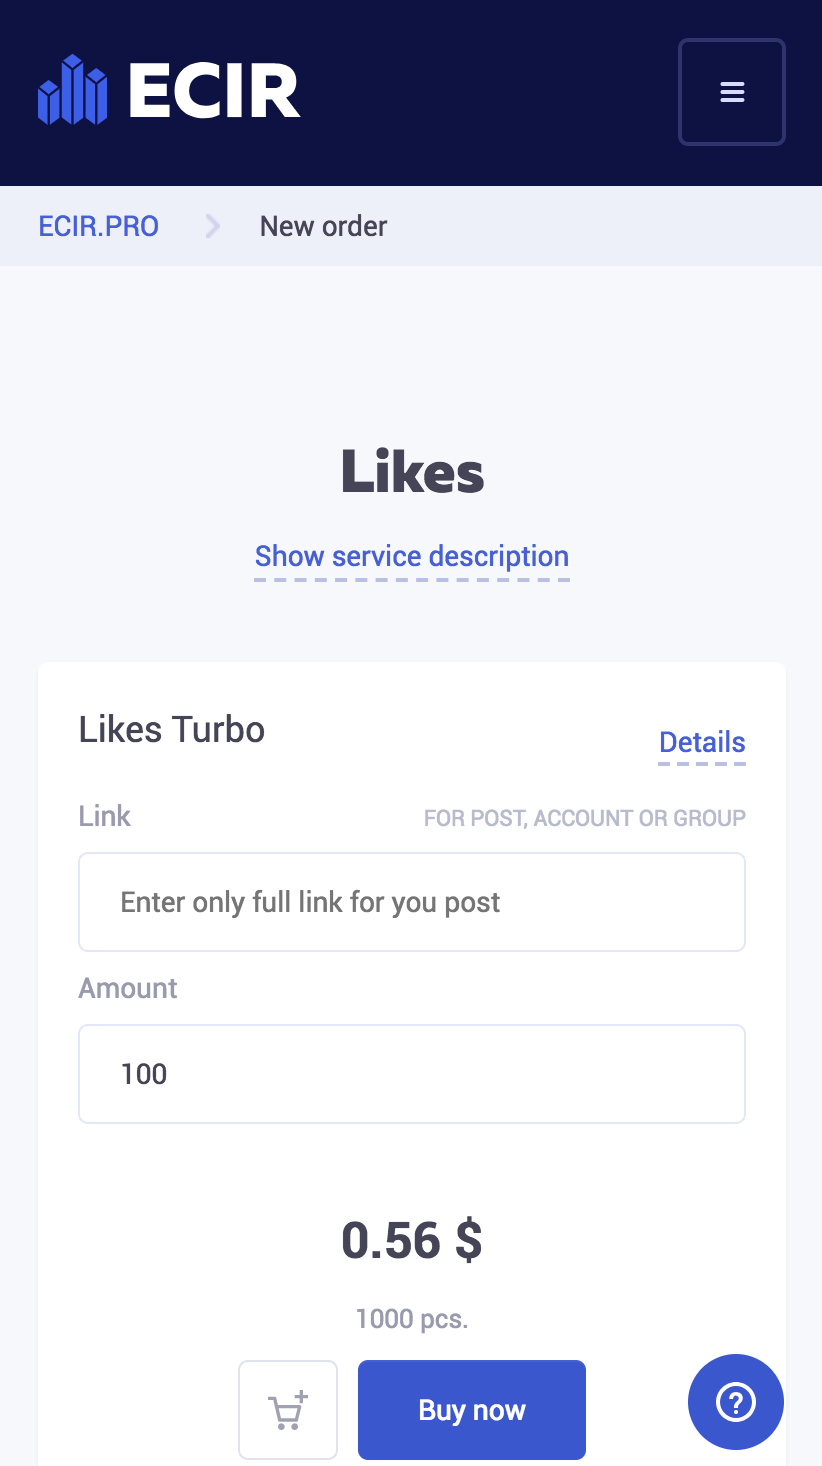 ECIR
ECIR.PRO
New order
Likes
Show service description
Likes Turbo
Details
Link
FOR POST, ACCOUNT OR GROUP
Enter only full link for you post
Amount
100
0.56 $
1000 pcs.
Buy now
?